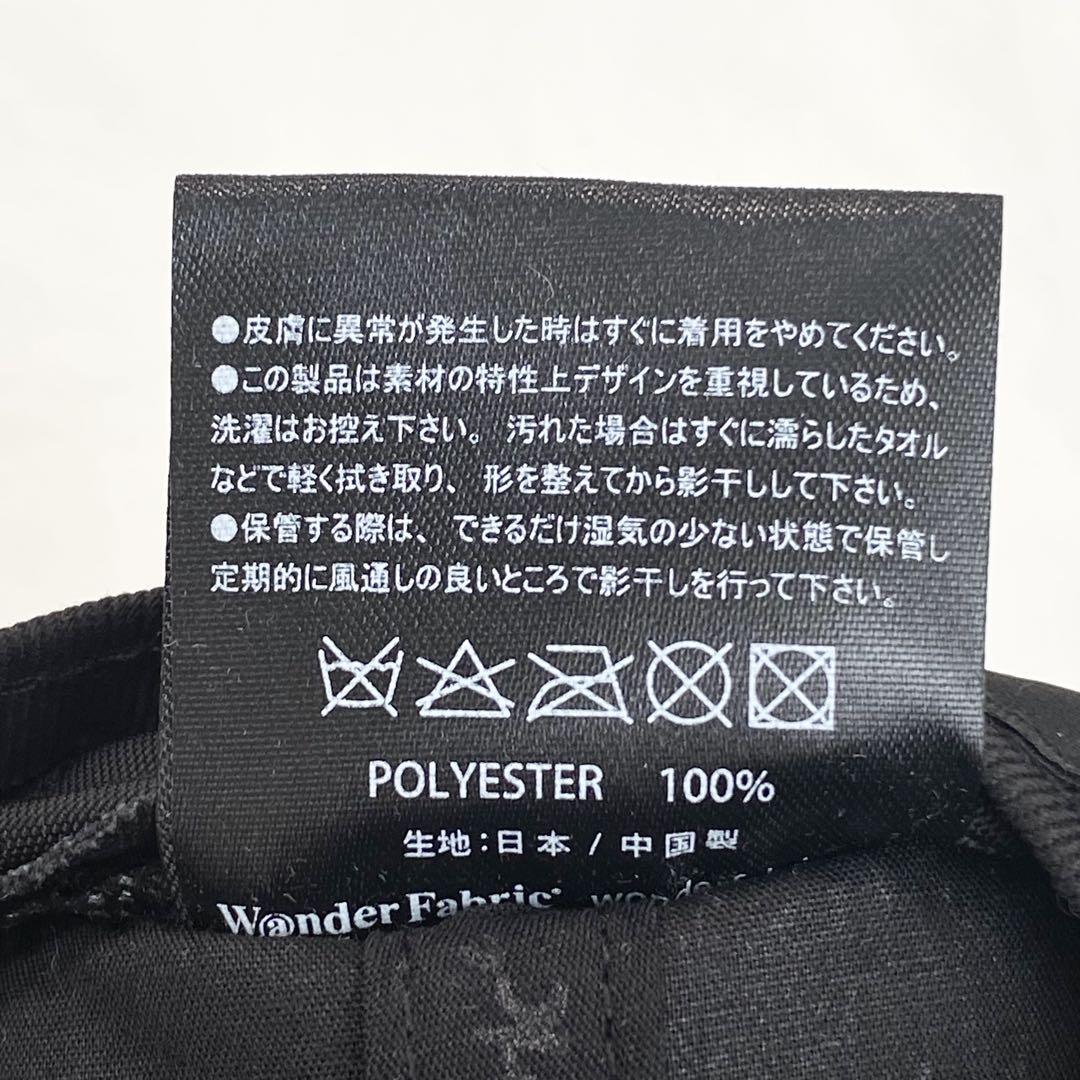 ●皮膚に異常が発生した時はすぐに着用をやめてください。
●この製品は素材の特性上デザインを重視しているため、
洗濯はお控え下さい。汚れた場合はすぐに濡らしたタオル
などで軽く拭き取り、形を整えてから影干しして下さい。
●保管する際は、できるだけ湿気の少ない状態で保管し
定期的に風通しの良いところで影干しを行って下さい。
POLYESTER 100%
生地:日本 / 中国製
W@nder Fabric